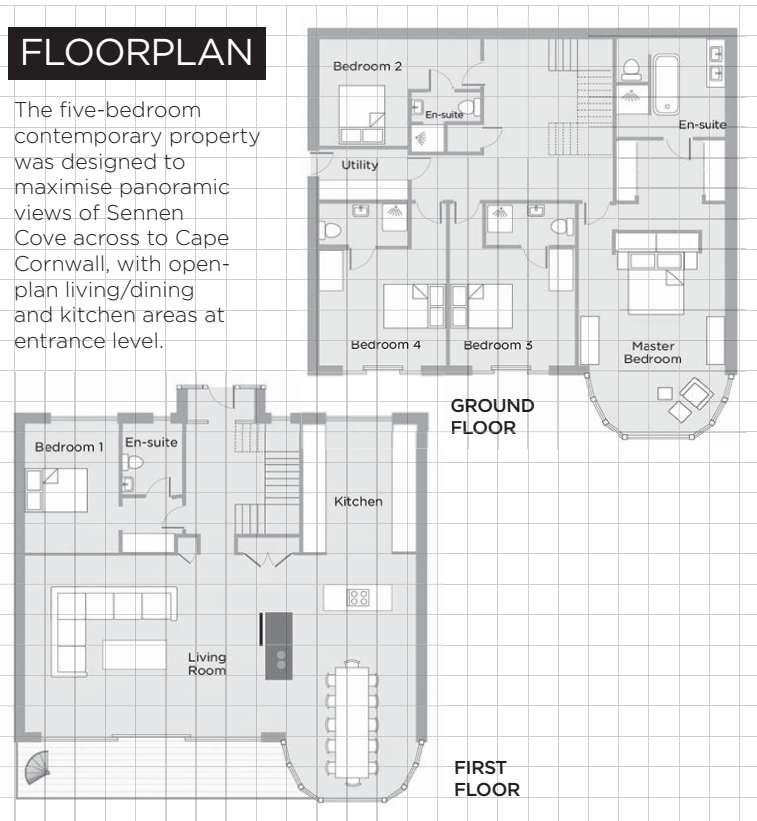 FLOORPLAN
The five-bedroom
contemporary property
was designed to
maximise panoramic
views of Sennen
Cove across to Cape
Cornwall, with open-
plan living/dining
and kitchen areas at
entrance level.
Bedroom 2
En-suite
En-suite
Utility
Bedroom 4
Bedroom 3
Master
Bedroom
GROUND
FLOOR
Bedroom 1
En-suite
Kitchen
Living
Room
FIRST
FLOOR